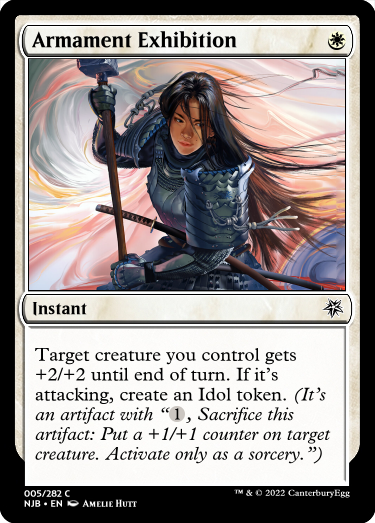 Armament Exhibition
Instant
Target creature you control gets
+2/+2 until end of turn. If it's
attacking, create an Idol token. (It's
an artifact with “1, Sacrifice this
artifact: Put a +1/+1 counter on target
creature. Activate only as a sorcery.”)
005/282 C
NJB • EN Amelie Hutt
™ & © 2022 CanterburyEgg